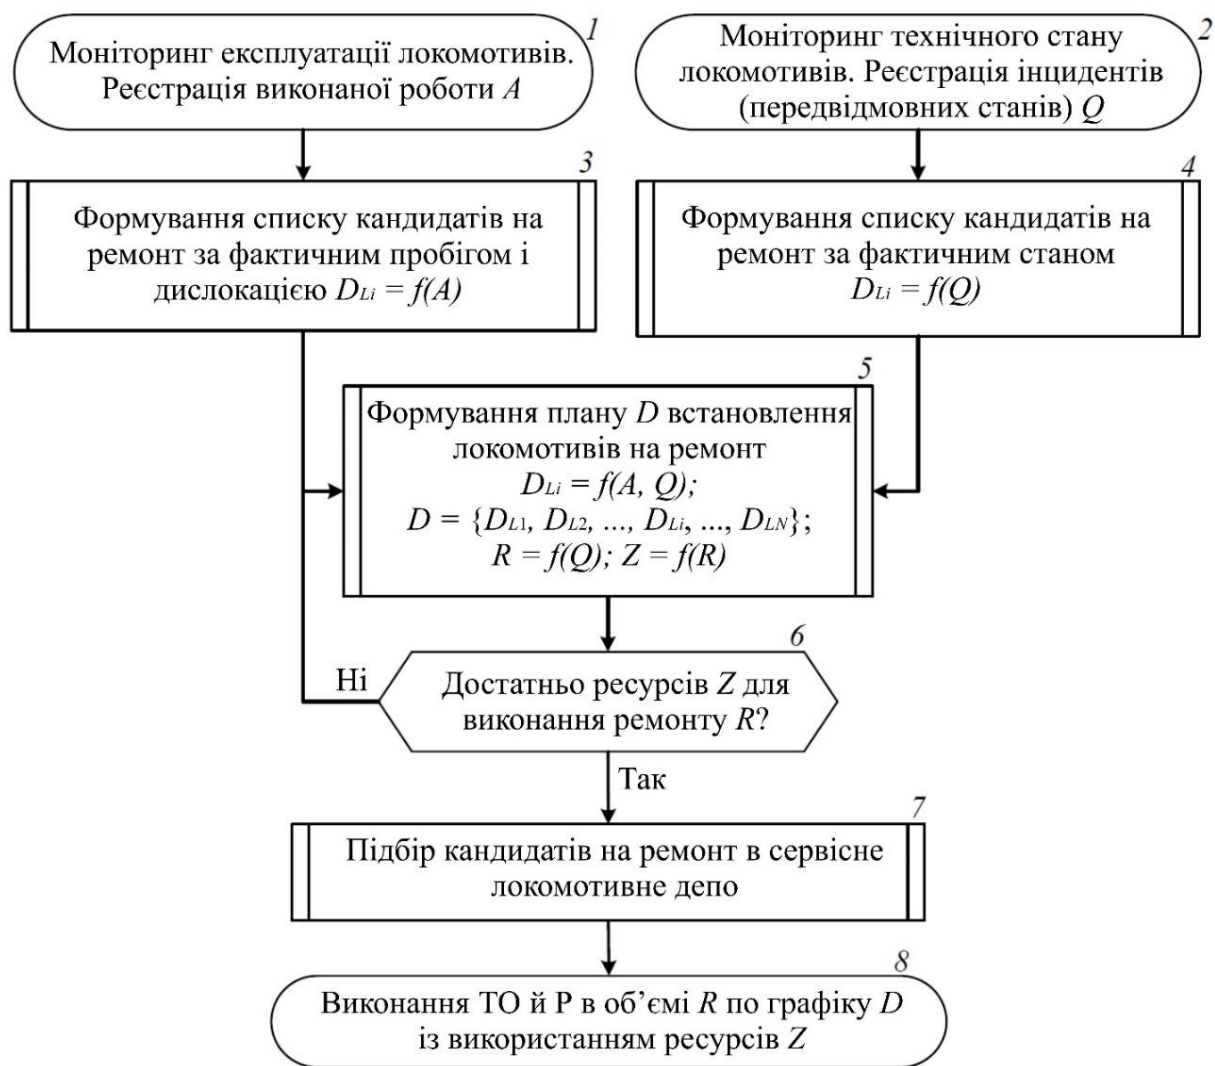 1
Моніторинг експлуатації локомотивів.
Реєстрація виконаної роботи A
2
Моніторинг технічного стану
локомотивів. Реєстрація інцидентів
(передвідмовних станів) Q
3
Формування списку кандидатів на
ремонт за фактичним пробігом і
дислокацією DLi = f(A)
4
Формування списку кандидатів на
ремонт за фактичним станом
DLi = f(Q)
5
Формування плану D встановлення
локомотивів на ремонт
DLi = f(A, Q);
D = {DL1, DL2, ..., DLi, ..., DLN};
R = f(Q); Z = f(R)
6
Ні
Достатньо ресурсів Z для
виконання ремонту R?
Так
7
Підбір кандидатів на ремонт в сервісне
локомотивне депо
8
Виконання ТО й Р в об’ємі R по графіку D
із використанням ресурсів Z